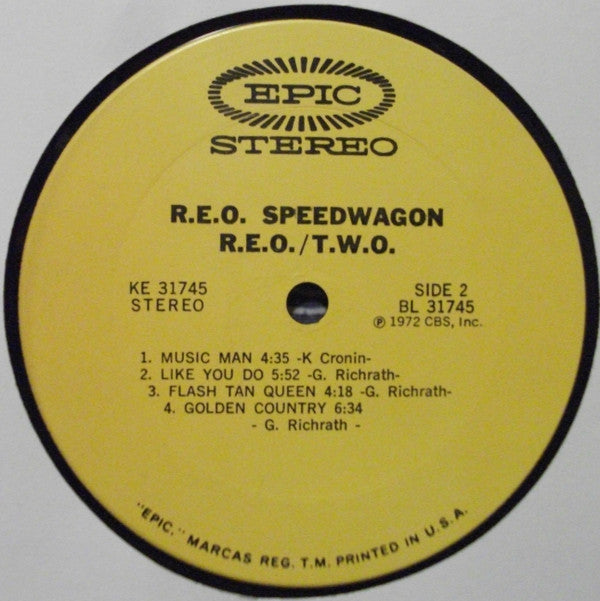 EPIC
STEREO
R.E.O. SPEEDWAGON
R.E.O./T.W.O.
KE 31745
STEREO
SIDE 2
BL 31745
℗ 1972 CBS, Inc.
1. MUSIC MAN 4:35 -K Cronin-
2. LIKE YOU DO 5:52 -G. Richrath-
3. FLASH TAN QUEEN 4:18 -G. Richrath-
4. GOLDEN COUNTRY 6:34
- G. Richrath -
"EPIC," MARCAS REG. T.M. PRINTED IN U.S.A.